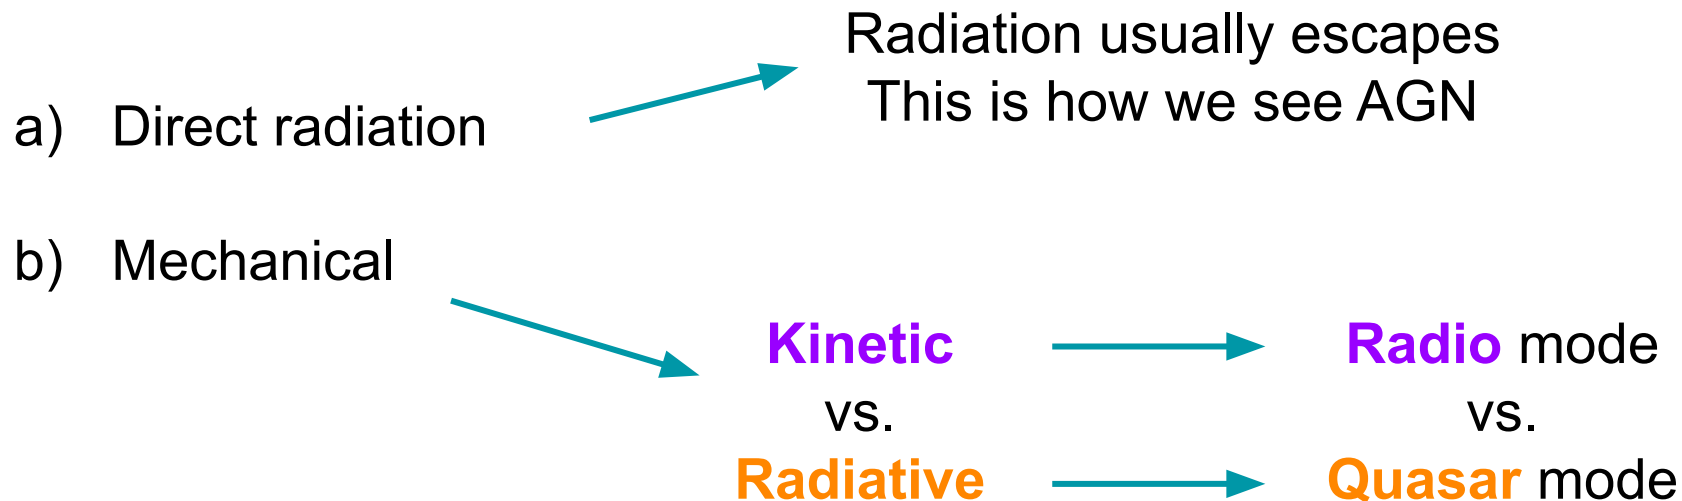 Radiation usually escapes
This is how we see AGN
a) Direct radiation
b) Mechanical
Kinetic
Radio mode
vs.
vs.
Radiative
Quasar mode